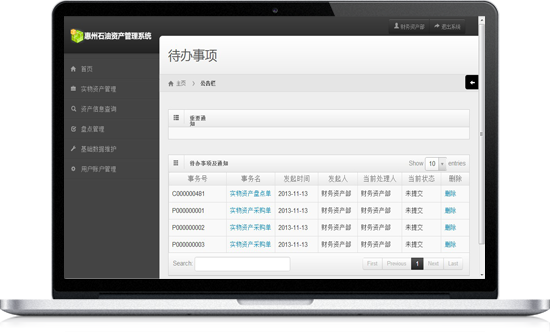 惠州石油资产管理系统
财务资产部 退出系统
首页
实物资产管理
资产信息查询
盘点管理
基础数据维护
用户账户管理
待办事项
主页 > 公告栏
重要通
知
待办事项及通知 Show 10 entries
事务号 事务名 发起时间 发起人 当前处理人 当前状态 删除
C000000481 实物资产盘点单 2013-11-13 财务资产部 财务资产部 未提交 删除
P000000001 实物资产采购单 2013-11-13 财务资产部 财务资产部 未提交 删除
P000000002 实物资产采购单 2013-11-13 财务资产部 财务资产部 未提交 删除
P000000003 实物资产采购单 2013-11-13 财务资产部 财务资产部 未提交 删除
Search: First Previous 1 Next Last